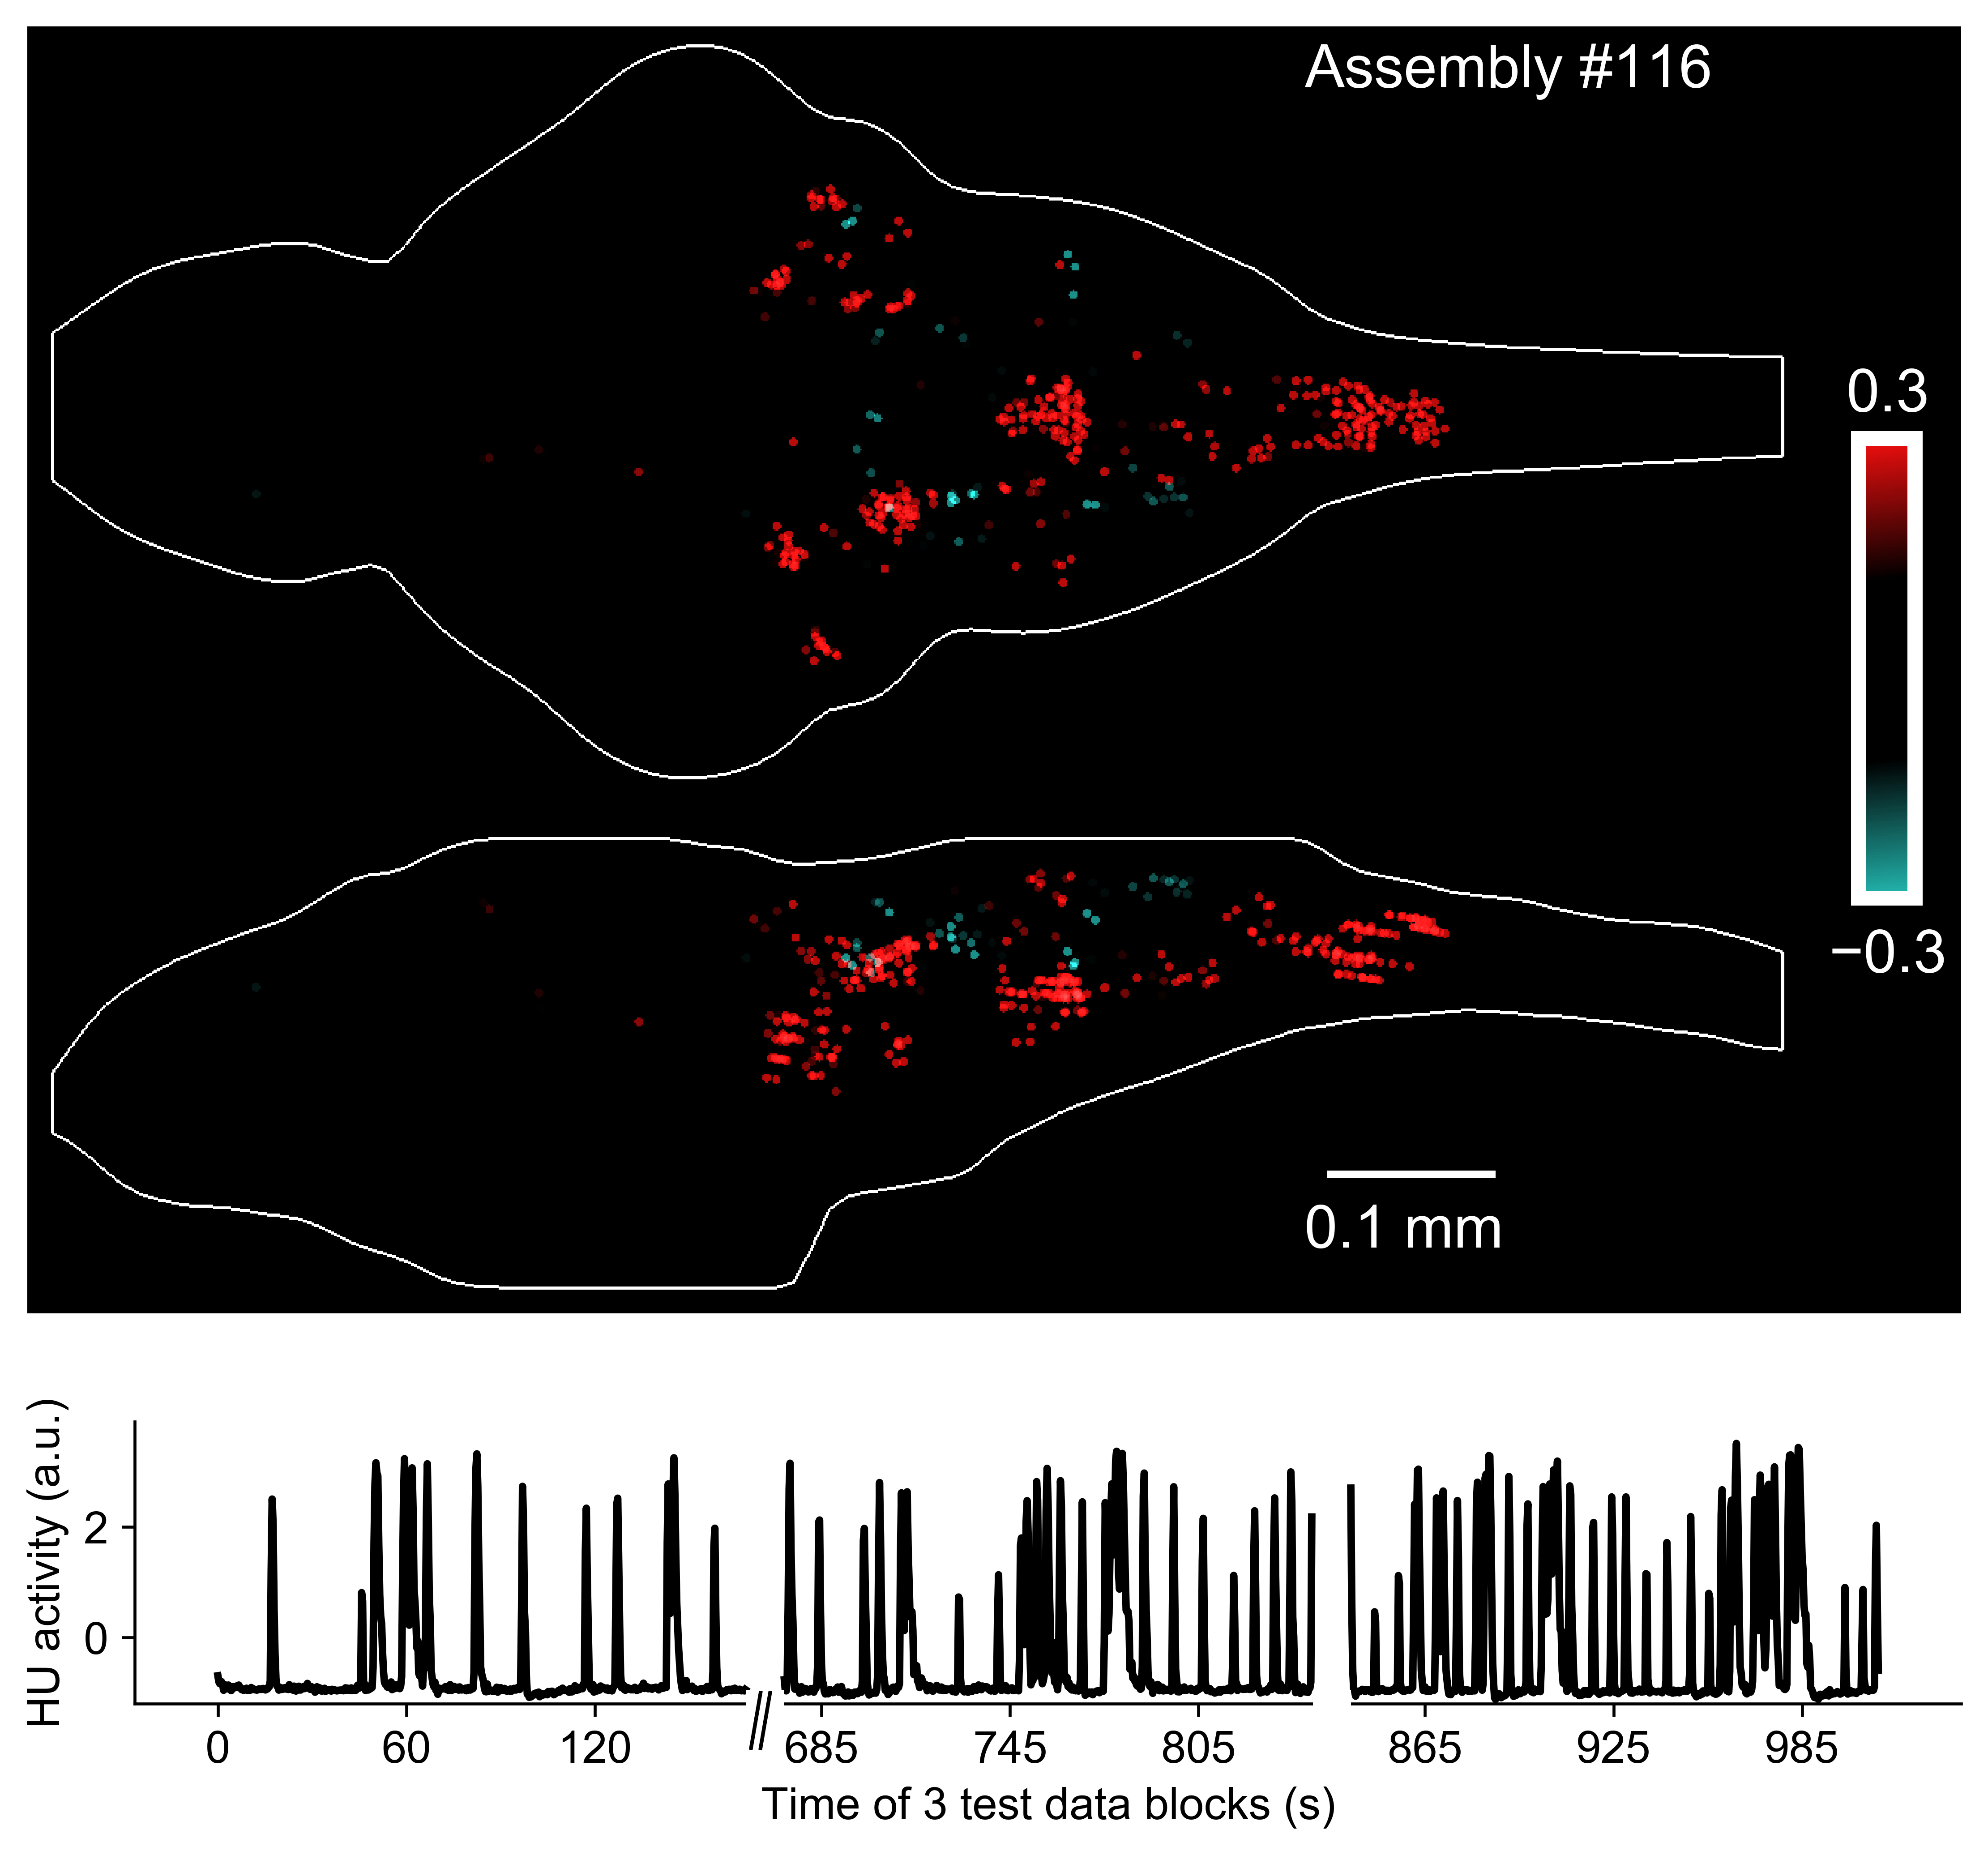 Assembly #116
0.3
−0.3
0.1 mm
HU activity (a.u.)
2
0
0 60 120 685 745 805 865 925 985
Time of 3 test data blocks (s)